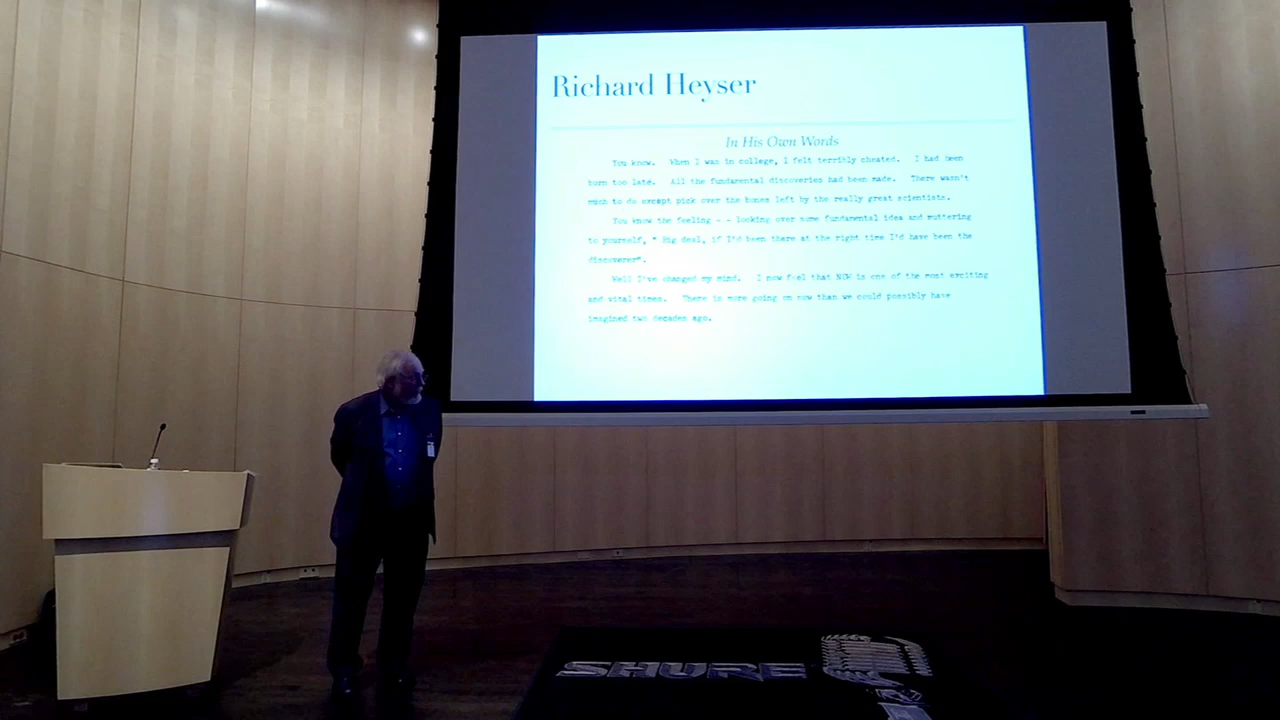 Richard Heyser
In His Own Words
You know. When I was in college, I felt terribly cheated. I had been
born too late. All the fundamental discoveries had been made. There wasn't
much to do except pick over the bones left by the really great scientists.
You know the feeling - - looking over some fundamental idea and muttering
to yourself, " Big deal, if I'd been there at the right time I'd have been the
discoverer".
Well I've changed my mind. I now feel that NOW is one of the most exciting
and vital times. There is more going on now than we could possibly have
imagined two decades ago.
SHURE